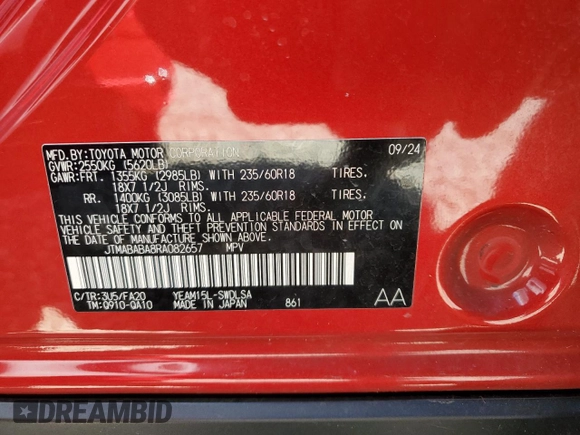 MFD.BY:TOYOTA MOTOR CORPORATION 09/24
GVWR:2550KG (5620LB)
GAWR:FRT. 1355KG (2985LB) WITH 235/60R18 TIRES.
18X7 1/2J RIMS.
RR. 1400KG (3085LB) WITH 235/60R18 TIRES.
18X7 1/2J RIMS.
THIS VEHICLE CONFORMS TO ALL APPLICABLE FEDERAL MOTOR
VEHICLE SAFETY AND THEFT PREVENTION STANDARDS IN EFFECT ON
THE DATE OF MANUFACTURE SHOWN ABOVE.
JTMABABA8RA082657 MPV
C/TR:3U5/FA20 YEAM15L-SWDLSA
TM:Q910-QA10 MADE IN JAPAN 861 AA
DREAMBID